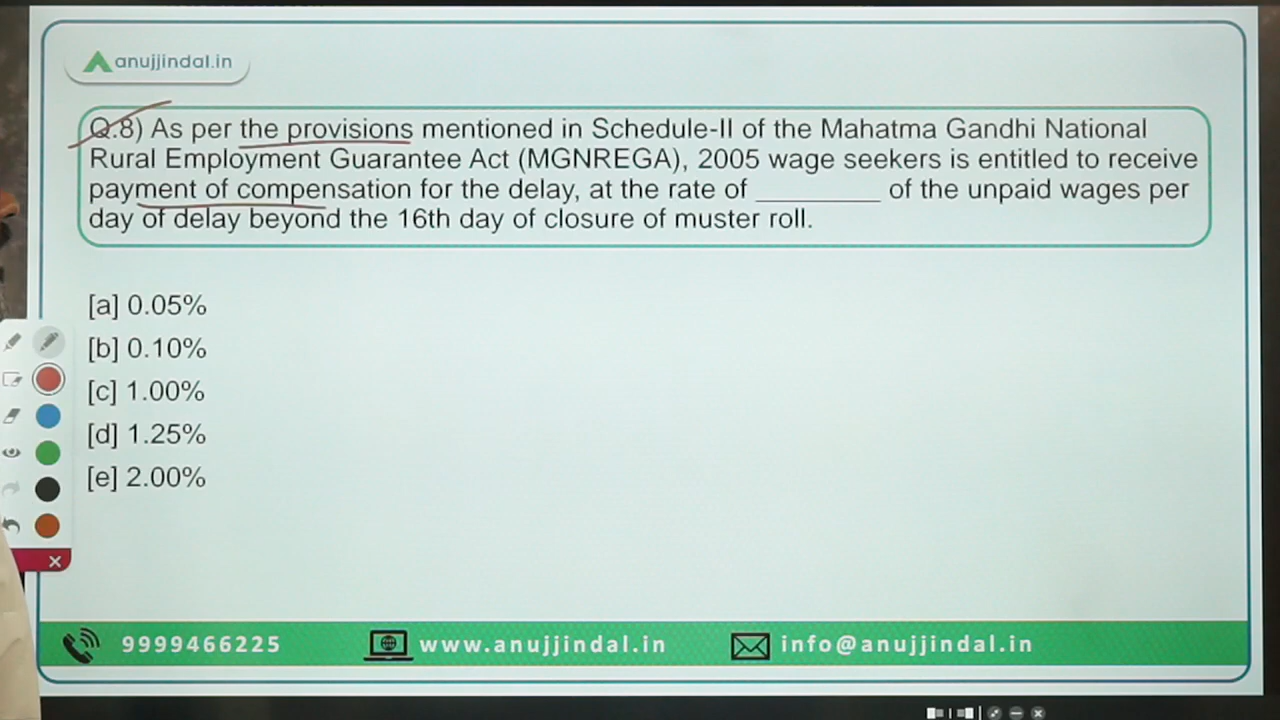 anujjindal.in
Q.8) As per the provisions mentioned in Schedule-II of the Mahatma Gandhi National
Rural Employment Guarantee Act (MGNREGA), 2005 wage seekers is entitled to receive
payment of compensation for the delay, at the rate of ________ of the unpaid wages per
day of delay beyond the 16th day of closure of muster roll.
[a] 0.05%
[b] 0.10%
[c] 1.00%
[d] 1.25%
[e] 2.00%
9999466225 www.anujjindal.in info@anujjindal.in